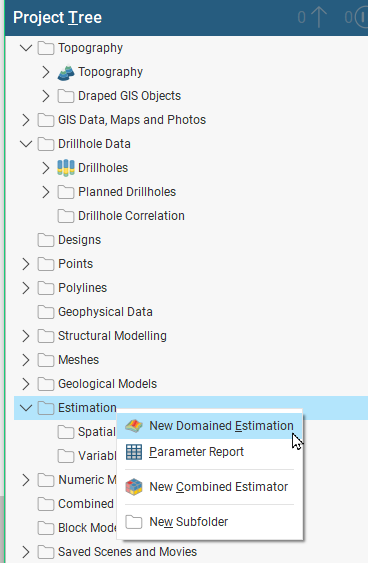 Project Tree
0
0
Topography
Topography
Draped GIS Objects
GIS Data, Maps and Photos
Drillhole Data
Drillholes
Planned Drillholes
Drillhole Correlation
Designs
Points
Polylines
Geophysical Data
Structural Modelling
Meshes
Geological Models
Estimation
New Domained Estimation
Spatial
Parameter Report
Variab
Numeric M
New Combined Estimator
Combined
New Subfolder
Block Mode
Saved Scenes and Movies